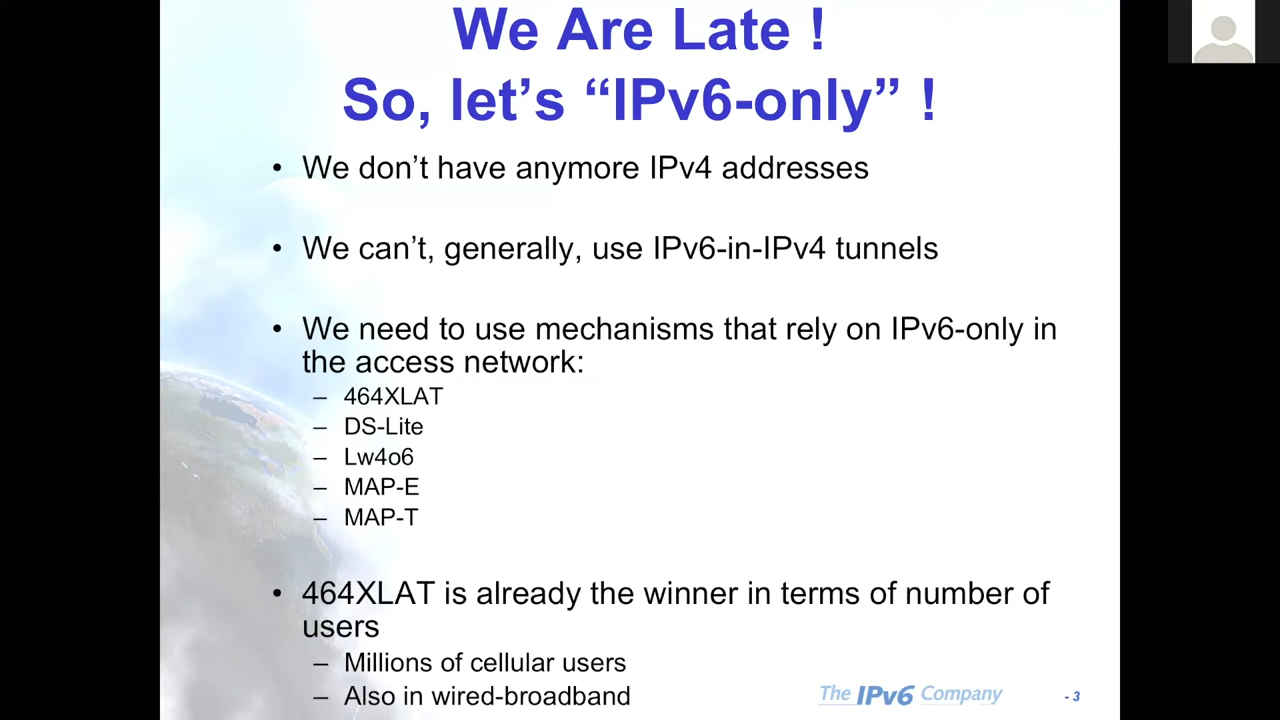 We Are Late !
So, let’s “IPv6-only” !
• We don’t have anymore IPv4 addresses
• We can’t, generally, use IPv6-in-IPv4 tunnels
• We need to use mechanisms that rely on IPv6-only in
the access network:
– 464XLAT
– DS-Lite
– Lw4o6
– MAP-E
– MAP-T
• 464XLAT is already the winner in terms of number of
users
– Millions of cellular users
– Also in wired-broadband
The IPv6 Company
- 3